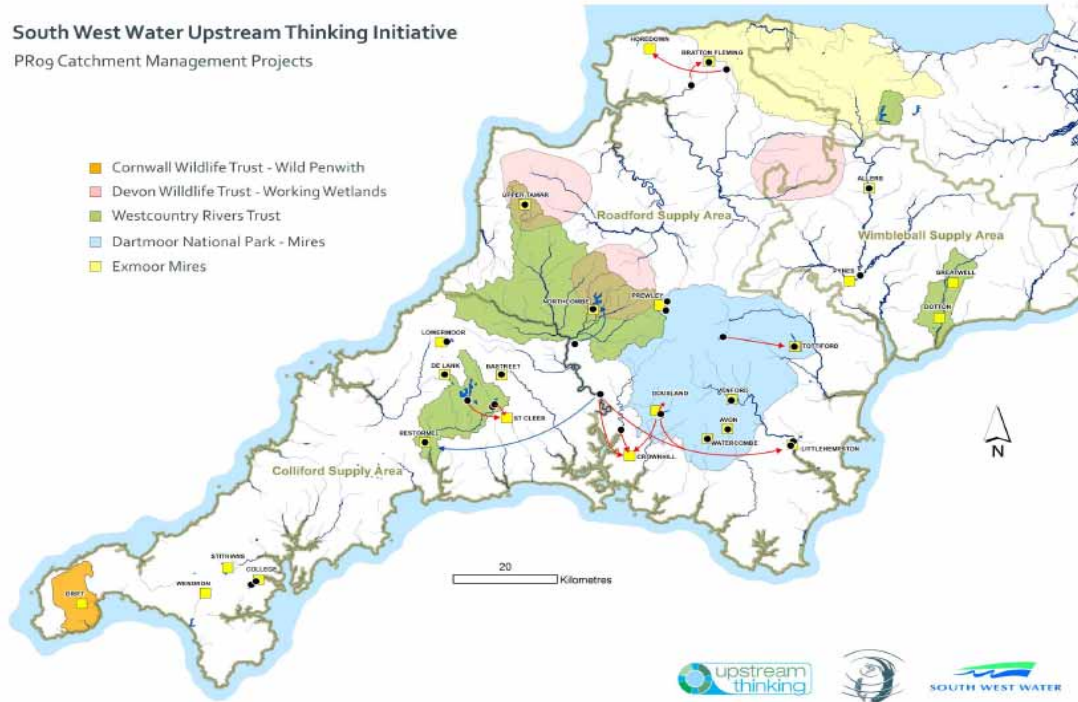 South West Water Upstream Thinking Initiative
PR09 Catchment Management Projects
Cornwall Wildlife Trust - Wild Penwith
Devon Willdlife Trust - Working Wetlands
Westcountry Rivers Trust
Dartmoor National Park - Mires
Exmoor Mires
HOREDOWN
BRATTON FLEMING
UPPER TAMAR
ALLERS
Roadford Supply Area
Wimbleball Supply Area
PYNES
GREATWELL
NORTHCOMBE
PREWLEY
DOTTON
LOWERMOOR
TOTTIFORD
DE LANK
BASTREET
DOUSLAND
VENFORD
ST CLEER
AVON
RESTORMEL
WATERCOMBE
CROWNHILL
LITTLEHEMPSTON
N
Colliford Supply Area
STITHIANS
COLLEGE
WENDRON
DRIFT
20
Kilometres
upstream
thinking
SOUTH WEST WATER